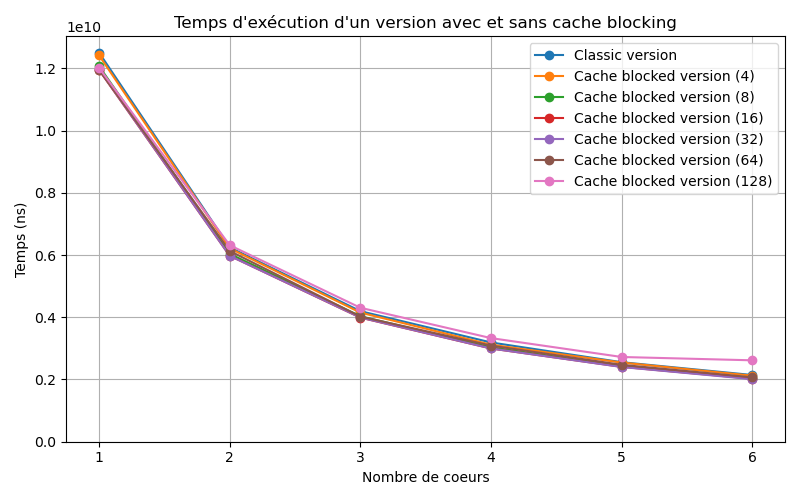 Temps d'exécution d'un version avec et sans cache blocking
1e10
1.2
1.0
0.8
0.6
0.4
0.2
0.0
Temps (ns)
Classic version
Cache blocked version (4)
Cache blocked version (8)
Cache blocked version (16)
Cache blocked version (32)
Cache blocked version (64)
Cache blocked version (128)
1 2 3 4 5 6
Nombre de coeurs